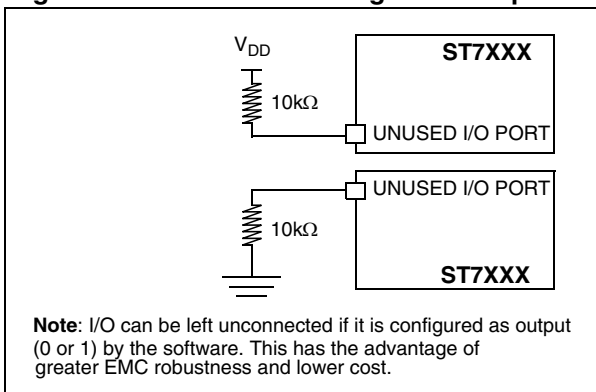 V_DD
ST7XXX
10kΩ
UNUSED I/O PORT
UNUSED I/O PORT
10kΩ
ST7XXX
Note: I/O can be left unconnected if it is configured as output
(0 or 1) by the software. This has the advantage of
greater EMC robustness and lower cost.